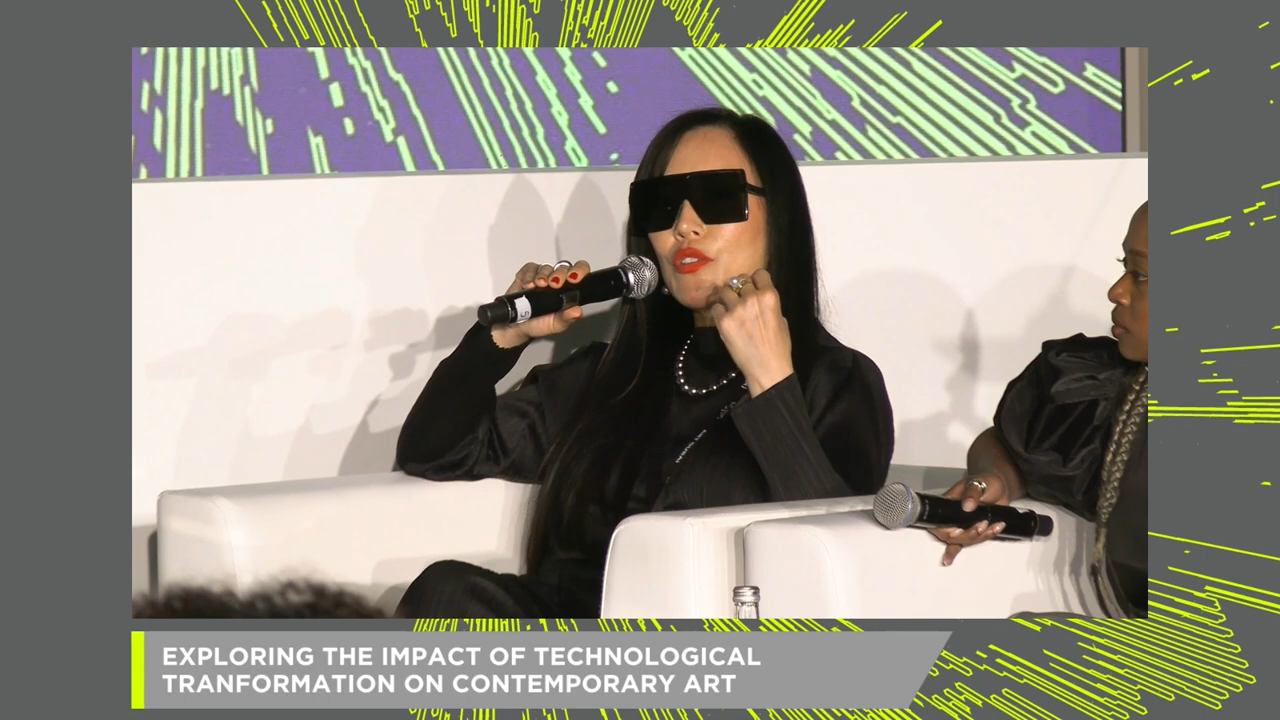 EXPLORING THE IMPACT OF TECHNOLOGICAL
TRANFORMATION ON CONTEMPORARY ART